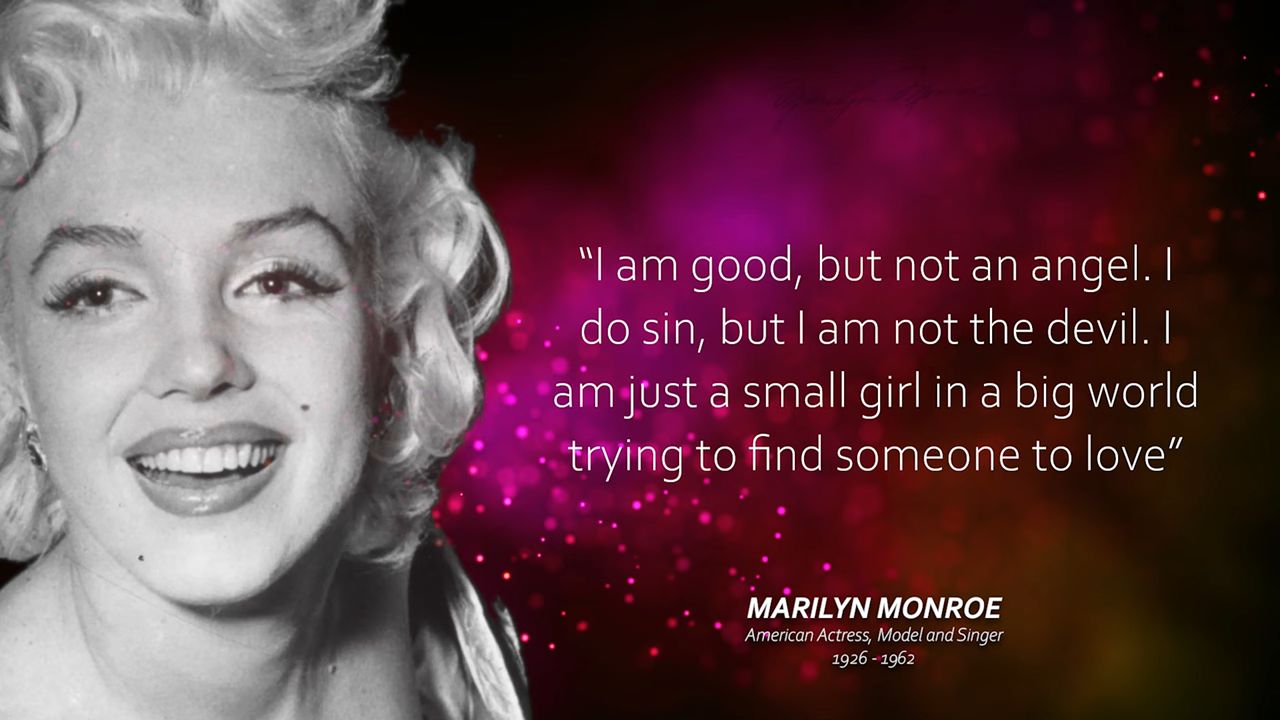 “I am good, but not an angel. I
do sin, but I am not the devil. I
am just a small girl in a big world
trying to find someone to love”
MARILYN MONROE
American Actress, Model and Singer
1926 - 1962